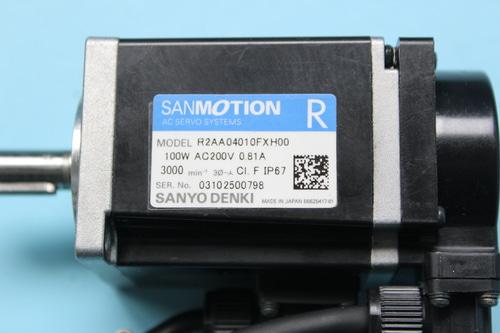 SANMOTION
AC SERVO SYSTEMS
R
MODEL R2AA04010FXH00
100W AC200V 0.81A
3000 min⁻¹ 3Ø-A Cl. F IP67
SER. No. 03102500798
SANYO DENKI MADE IN JAPAN